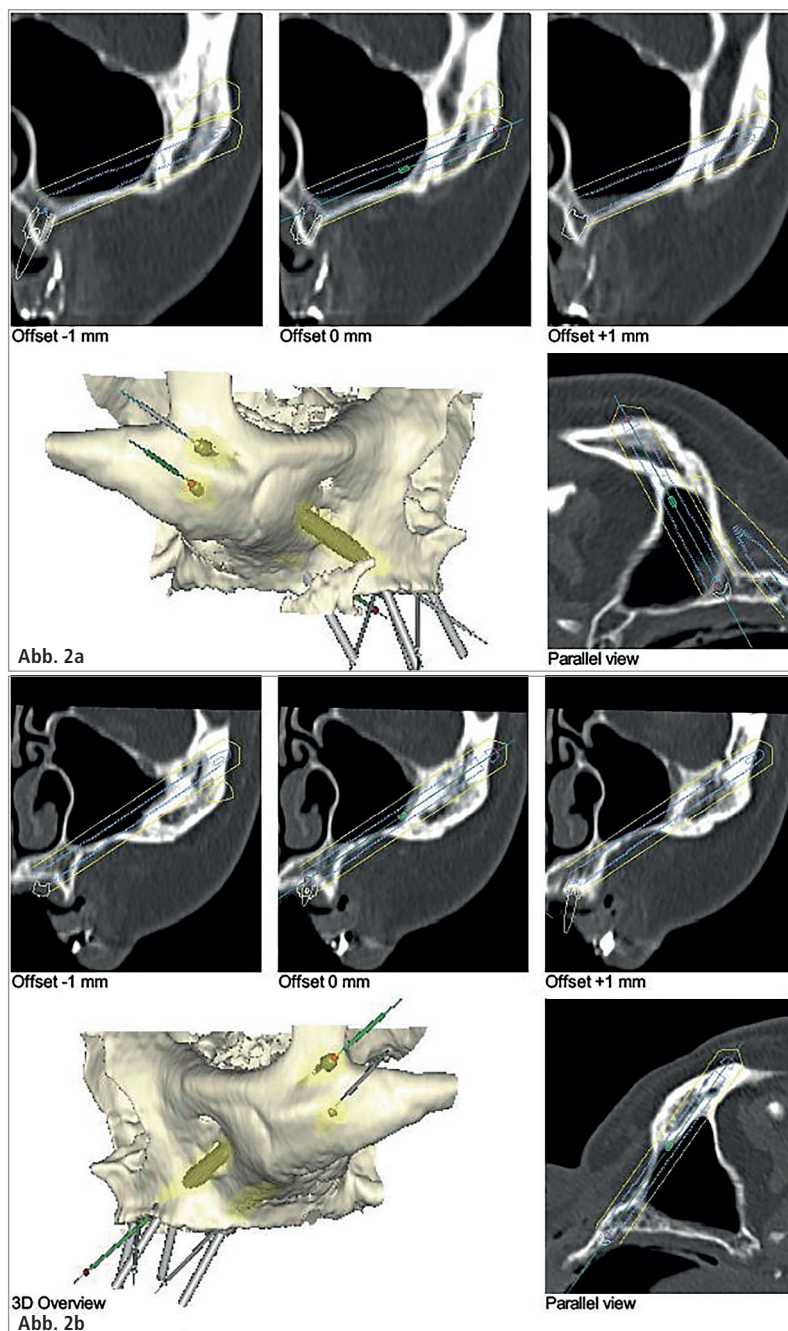 Offset -1 mm
Offset 0 mm
Offset +1 mm
Abb. 2a
Parallel view
Offset -1 mm
Offset 0 mm
Offset +1 mm
3D Overview
Parallel view
Abb. 2b